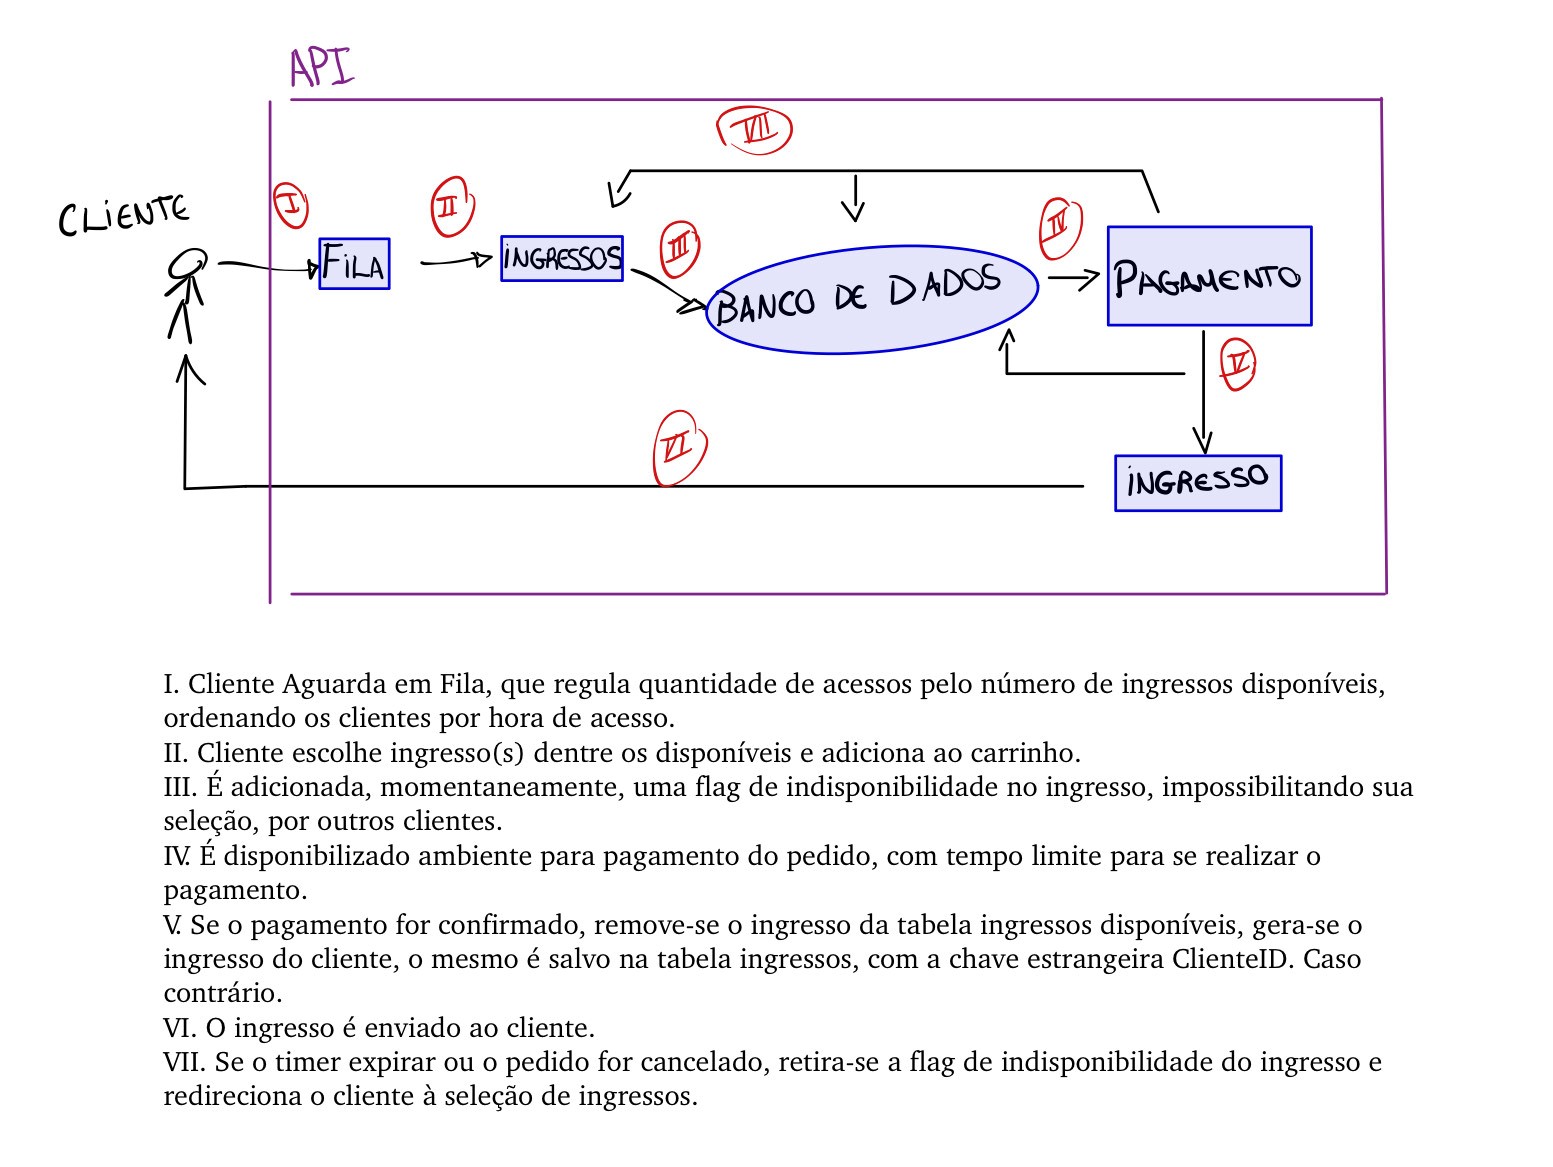 API
VII
CLIENTE
I
II
III
IV
FILA
INGRESSOS
BANCO DE DADOS
PAGAMENTO
V
VI
INGRESSO
I. Cliente Aguarda em Fila, que regula quantidade de acessos pelo número de ingressos disponíveis,
ordenando os clientes por hora de acesso.
II. Cliente escolhe ingresso(s) dentre os disponíveis e adiciona ao carrinho.
III. É adicionada, momentaneamente, uma flag de indisponibilidade no ingresso, impossibilitando sua
seleção, por outros clientes.
IV. É disponibilizado ambiente para pagamento do pedido, com tempo limite para se realizar o
pagamento.
V. Se o pagamento for confirmado, remove-se o ingresso da tabela ingressos disponíveis, gera-se o
ingresso do cliente, o mesmo é salvo na tabela ingressos, com a chave estrangeira ClienteID. Caso
contrário.
VI. O ingresso é enviado ao cliente.
VII. Se o timer expirar ou o pedido for cancelado, retira-se a flag de indisponibilidade do ingresso e
redireciona o cliente à seleção de ingressos.